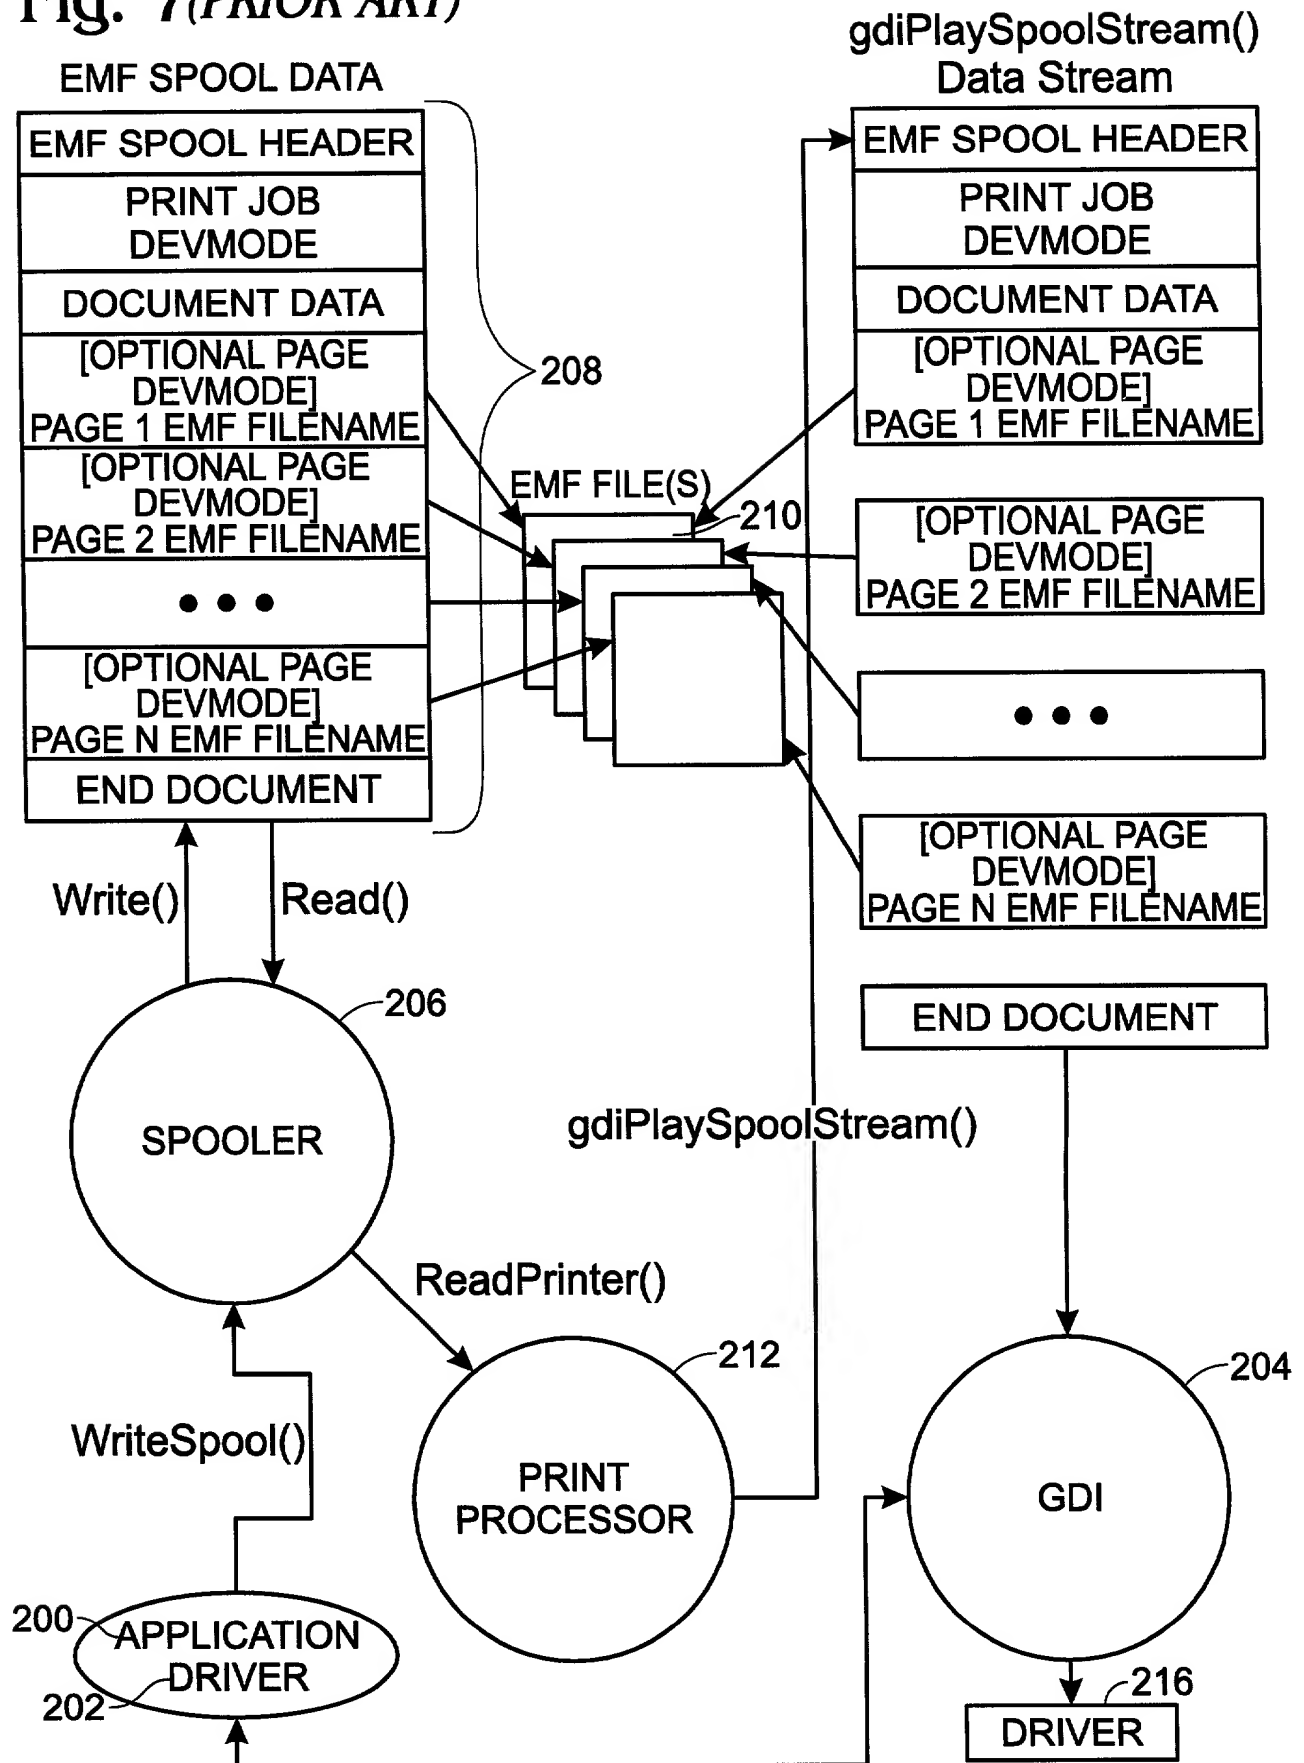 Fig. 7 (PRIOR ART)
EMF SPOOL DATA
EMF SPOOL HEADER
PRINT JOB
DEVMODE
DOCUMENT DATA
[OPTIONAL PAGE
DEVMODE]
PAGE 1 EMF FILENAME
[OPTIONAL PAGE
DEVMODE]
PAGE 2 EMF FILENAME
• • •
[OPTIONAL PAGE
DEVMODE]
PAGE N EMF FILENAME
END DOCUMENT
208
EMF FILE(S)
210
gdiPlaySpoolStream()
Data Stream
EMF SPOOL HEADER
PRINT JOB
DEVMODE
DOCUMENT DATA
[OPTIONAL PAGE
DEVMODE]
PAGE 1 EMF FILENAME
[OPTIONAL PAGE
DEVMODE]
PAGE 2 EMF FILENAME
• • •
[OPTIONAL PAGE
DEVMODE]
PAGE N EMF FILENAME
END DOCUMENT
Write()
Read()
206
SPOOLER
gdiPlaySpoolStream()
ReadPrinter()
212
204
WriteSpool()
PRINT
PROCESSOR
GDI
200
APPLICATION
DRIVER
202
216
DRIVER